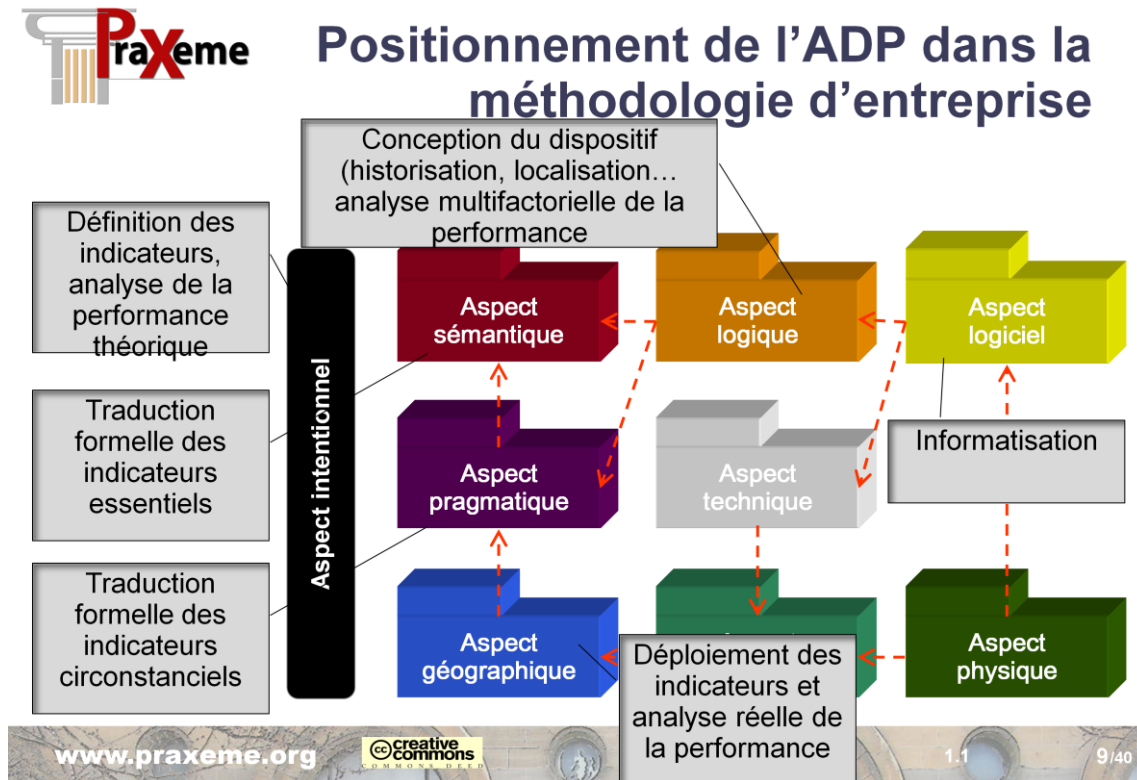 PraXeme
Positionnement de l’ADP dans la
méthodologie d’entreprise
Conception du dispositif
(historisation, localisation…
analyse multifactorielle de la
performance
Définition des
indicateurs,
analyse de la
performance
théorique
Traduction
formelle des
indicateurs
essentiels
Traduction
formelle des
indicateurs
circonstanciels
Aspect intentionnel
Aspect
sémantique
Aspect
logique
Aspect
logiciel
Aspect
pragmatique
Aspect
technique
Informatisation
Aspect
géographique
Déploiement des
indicateurs et
analyse réelle de
la performance
Aspect
physique
www.praxeme.org
cc creative
commons
COMMONS DEED
1.1
9/40